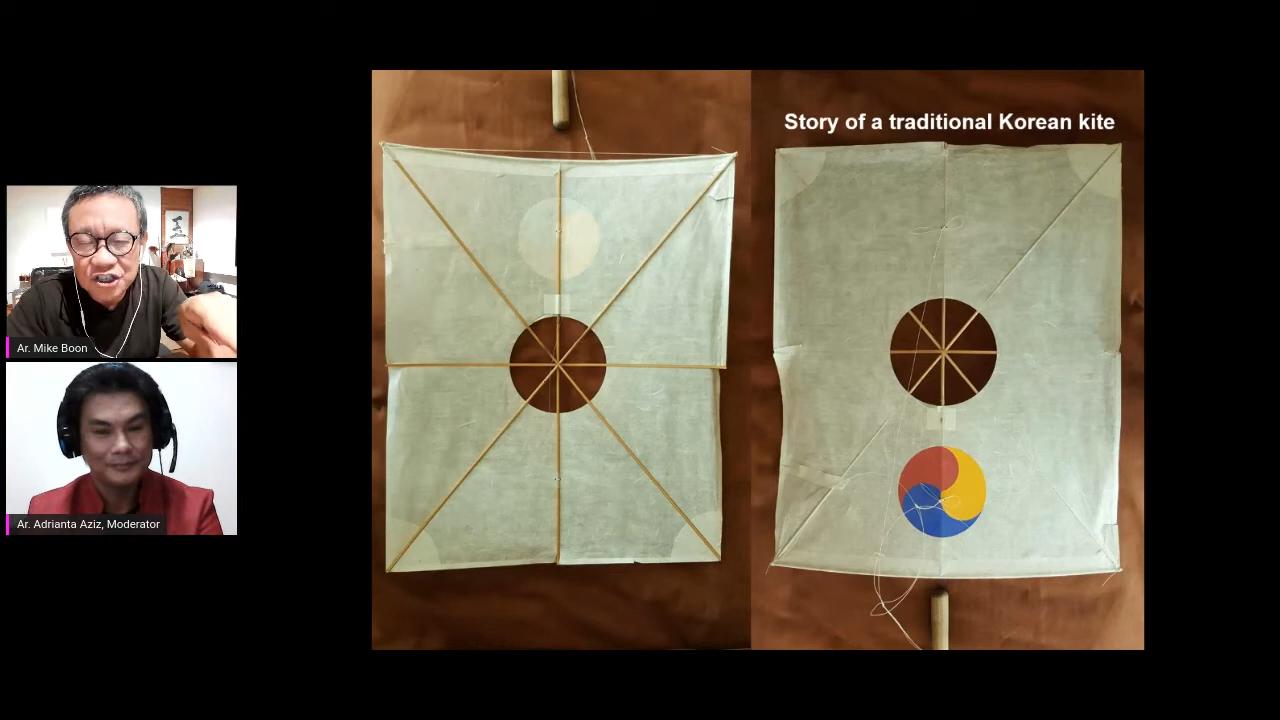 Story of a traditional Korean kite
Ar. Mike Boon
Ar. Adrianta Aziz, Moderator